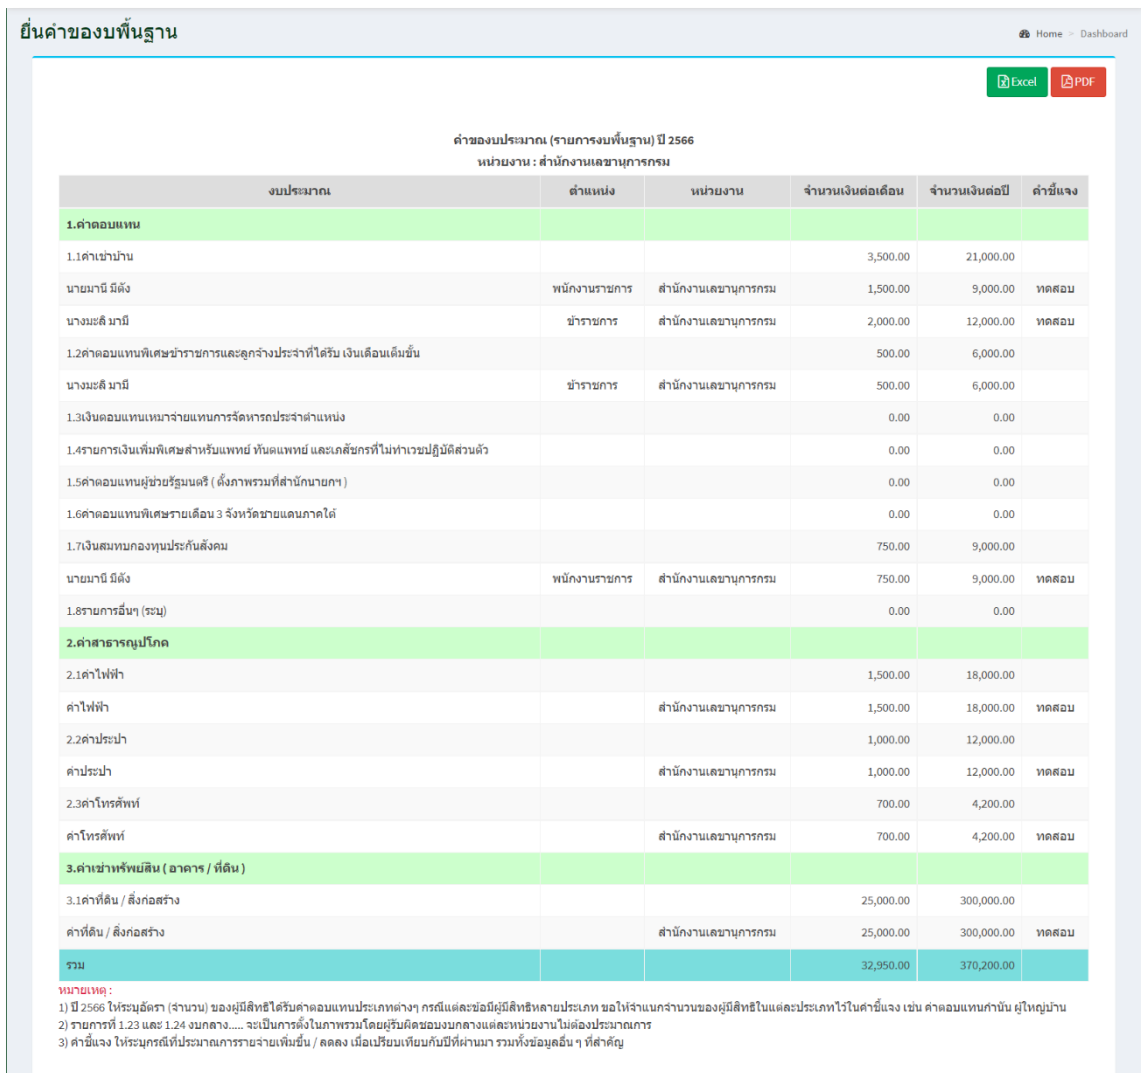 ยื่นคำของบพื้นฐาน
Home > Dashboard
Excel PDF
คำของบประมาณ (รายการงบพื้นฐาน) ปี 2566
หน่วยงาน : สำนักงานเลขานุการกรม
งบประมาณ ตำแหน่ง หน่วยงาน จำนวนเงินต่อเดือน จำนวนเงินต่อปี คำชี้แจง
1.ค่าตอบแทน
1.1ค่าเช่าบ้าน 3,500.00 21,000.00
นายมานี มีดัง พนักงานราชการ สำนักงานเลขานุการกรม 1,500.00 9,000.00 ทดสอบ
นางมะลิ มามี ข้าราชการ สำนักงานเลขานุการกรม 2,000.00 12,000.00 ทดสอบ
1.2ค่าตอบแทนพิเศษข้าราชการและลูกจ้างประจำที่ได้รับ เงินเดือนเต็มขั้น 500.00 6,000.00
นางมะลิ มามี ข้าราชการ สำนักงานเลขานุการกรม 500.00 6,000.00
1.3เงินตอบแทนเหมาจ่ายแทนการจัดหารถประจำตำแหน่ง 0.00 0.00
1.4รายการเงินเพิ่มพิเศษสำหรับแพทย์ ทันตแพทย์ และเภสัชกรที่ไม่ทำเวชปฏิบัติส่วนตัว 0.00 0.00
1.5ค่าตอบแทนผู้ช่วยรัฐมนตรี ( ตั้งภาพรวมที่สำนักนายกฯ ) 0.00 0.00
1.6ค่าตอบแทนพิเศษรายเดือน 3 จังหวัดชายแดนภาคใต้ 0.00 0.00
1.7เงินสมทบกองทุนประกันสังคม 750.00 9,000.00
นายมานี มีดัง พนักงานราชการ สำนักงานเลขานุการกรม 750.00 9,000.00 ทดสอบ
1.8รายการอื่นๆ (ระบุ) 0.00 0.00
2.ค่าสาธารณูปโภค
2.1ค่าไฟฟ้า 1,500.00 18,000.00
ค่าไฟฟ้า สำนักงานเลขานุการกรม 1,500.00 18,000.00 ทดสอบ
2.2ค่าประปา 1,000.00 12,000.00
ค่าประปา สำนักงานเลขานุการกรม 1,000.00 12,000.00 ทดสอบ
2.3ค่าโทรศัพท์ 700.00 4,200.00
ค่าโทรศัพท์ สำนักงานเลขานุการกรม 700.00 4,200.00 ทดสอบ
3.ค่าเช่าทรัพย์สิน ( อาคาร / ที่ดิน )
3.1ค่าที่ดิน / สิ่งก่อสร้าง 25,000.00 300,000.00
ค่าที่ดิน / สิ่งก่อสร้าง สำนักงานเลขานุการกรม 25,000.00 300,000.00 ทดสอบ
รวม 32,950.00 370,200.00
หมายเหตุ :
1) ปี 2566 ให้ระบุอัตรา (จำนวน) ของผู้มีสิทธิได้รับค่าตอบแทนประเภทต่างๆ กรณีแต่ละข้อมีผู้มีสิทธิหลายประเภท ขอให้จำแนกจำนวนของผู้มีสิทธิในแต่ละประเภทไว้ในคำชี้แจง เช่น ค่าตอบแทนกำนัน ผู้ใหญ่บ้าน
2) รายการที่ 1.23 และ 1.24 งบกลาง..... จะเป็นการตั้งในภาพรวมโดยผู้รับผิดชอบงบกลางแต่ละหน่วยงานไม่ต้องประมาณการ
3) คำชี้แจง ให้ระบุกรณีที่ประมาณการรายจ่ายเพิ่มขึ้น / ลดลง เมื่อเปรียบเทียบกับปีที่ผ่านมา รวมทั้งข้อมูลอื่น ๆ ที่สำคัญ